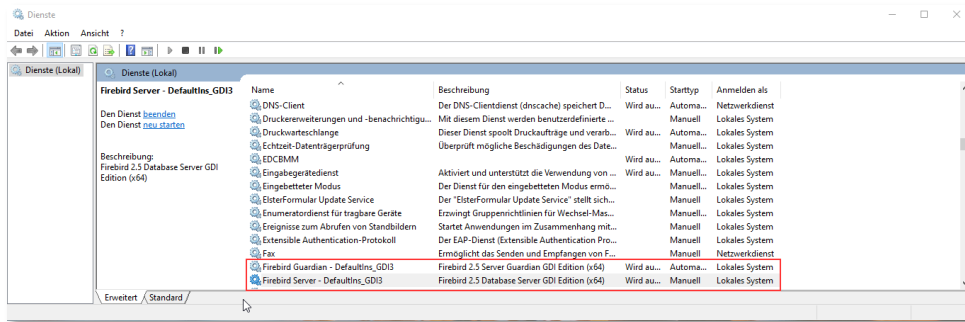 Dienste
Datei Aktion Ansicht ?
Dienste (Lokal)
Dienste (Lokal)
Firebird Server - DefaultIns_GDI3
Den Dienst beenden
Den Dienst neu starten
Beschreibung:
Firebird 2.5 Database Server GDI
Edition (x64)
Name Beschreibung Status Starttyp Anmelden als
DNS-Client Der DNS-Clientdienst (dnscache) speichert D... Wird au... Automa... Netzwerkdienst
Druckererweiterungen und -benachrichtigu... Mit diesem Dienst werden benutzerdefinierte ... Manuell Lokales System
Druckwarteschlange Dieser Dienst spoolt Druckaufträge und verarb... Wird au... Automa... Lokales System
Echtzeit-Datenträgerprüfung Überprüft mögliche Beschädigungen des Date... Manuell... Lokales System
EDCBMM Wird au... Automa... Lokales System
Eingabegerätedienst Aktiviert und unterstützt die Verwendung von ... Wird au... Manuell... Lokales System
Eingebetteter Modus Der Dienst für den eingebetteten Modus ermö... Manuell... Lokales System
ElsterFormular Update Service Der "ElsterFormular Update Service" stellt sich... Manuell Lokales System
Enumeratordienst für tragbare Geräte Erzwingt Gruppenrichtlinien für Wechsel-Mas... Manuell... Lokales System
Ereignisse zum Abrufen von Standbildern Startet Anwendungen im Zusammenhang mit... Manuell Lokales System
Extensible Authentication-Protokoll Der EAP-Dienst (Extensible Authentication Pro... Manuell Lokales System
Fax Ermöglicht das Senden und Empfangen von F... Manuell Netzwerkdienst
Firebird Guardian - DefaultIns_GDI3 Firebird 2.5 Server Guardian GDI Edition (x64) Wird au... Automa... Lokales System
Firebird Server - DefaultIns_GDI3 Firebird 2.5 Database Server GDI Edition (x64) Wird au... Manuell Lokales System
Erweitert Standard